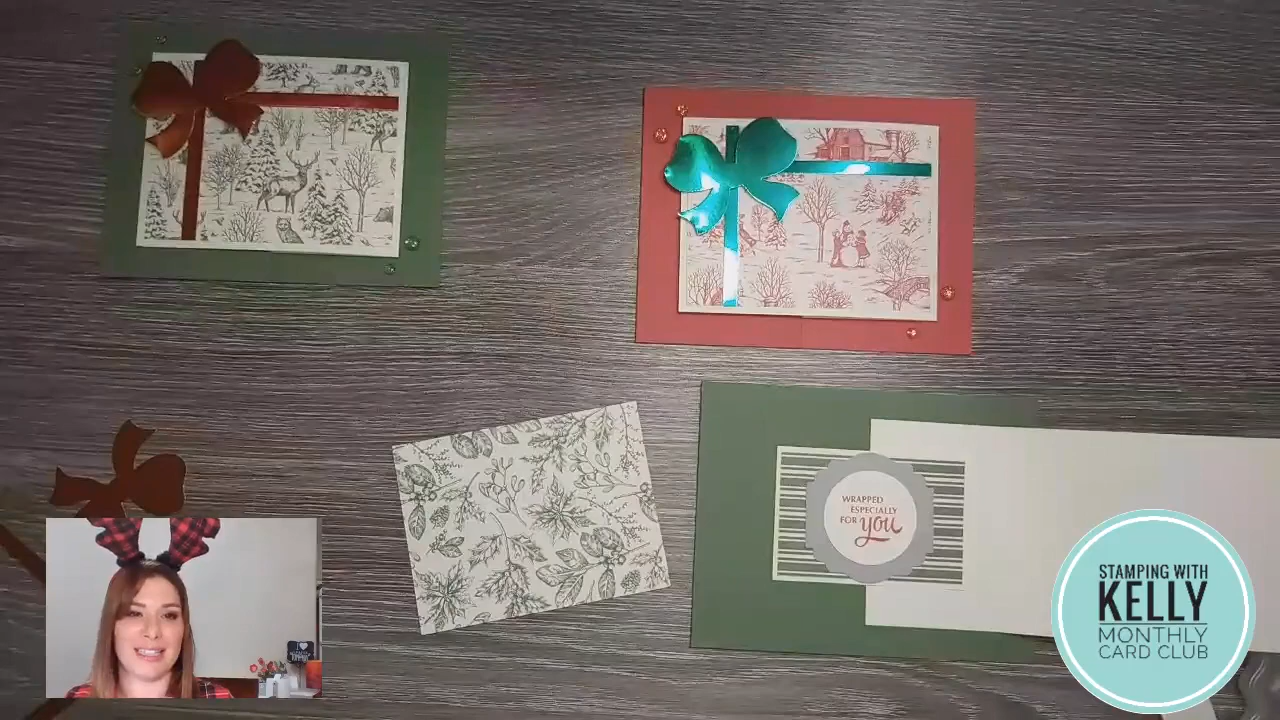 WRAPPED
ESPECIALLY
FOR you
STAMPING WITH
KELLY
MONTHLY
CARD CLUB